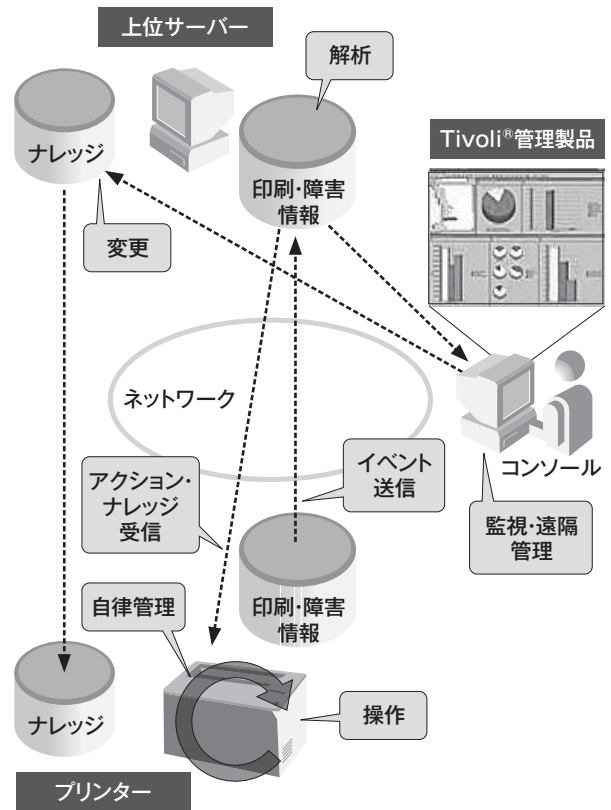 上位サーバー
解析
ナレッジ
Tivoli®管理製品
印刷・障害
情報
変更
ネットワーク
アクション・
ナレッジ
受信
イベント
送信
コンソール
監視・遠隔
管理
自律管理
印刷・障害
情報
ナレッジ
操作
プリンター